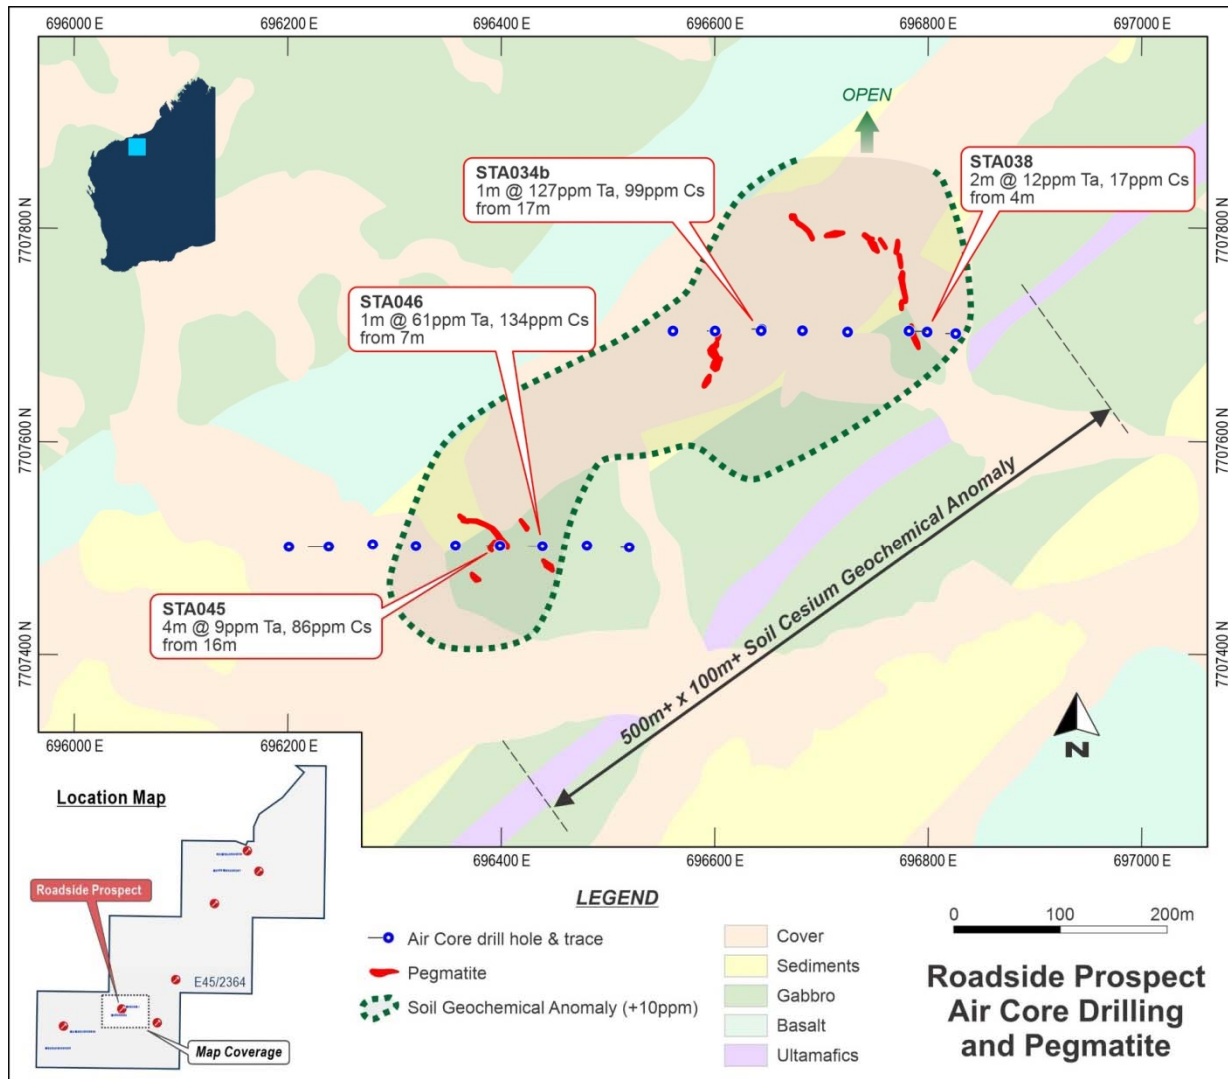 696000 E
696200 E
696400 E
696600 E
696800 E
697000 E
OPEN
STA034b
1m @ 127ppm Ta, 99ppm Cs
from 17m
STA038
2m @ 12ppm Ta, 17ppm Cs
from 4m
7707800 N
7707800 N
STA046
1m @ 61ppm Ta, 134ppm Cs
from 7m
7707600 N
7707600 N
STA045
4m @ 9ppm Ta, 86ppm Cs
from 16m
500m+ x 100m+ Soil Cesium Geochemical Anomaly
7707400 N
7707400 N
N
696000 E
696200 E
696400 E
696600 E
696800 E
697000 E
Location Map
Roadside Prospect
E45/2364
Map Coverage
LEGEND
Air Core drill hole & trace
Pegmatite
Soil Geochemical Anomaly (+10ppm)
Cover
Sediments
Gabbro
Basalt
Ultamafics
0
100
200m
Roadside Prospect
Air Core Drilling
and Pegmatite